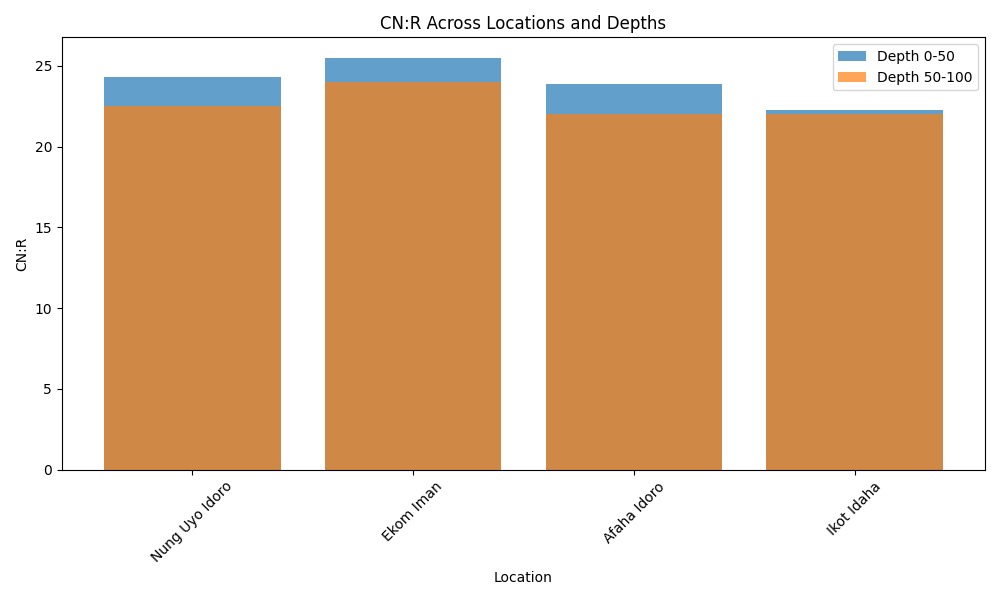 CN:R Across Locations and Depths
Depth 0-50
Depth 50-100
CN:R
25
20
15
10
5
0
Nung Uyo Idoro
Ekom Iman
Afaha Idoro
Ikot Idaha
Location